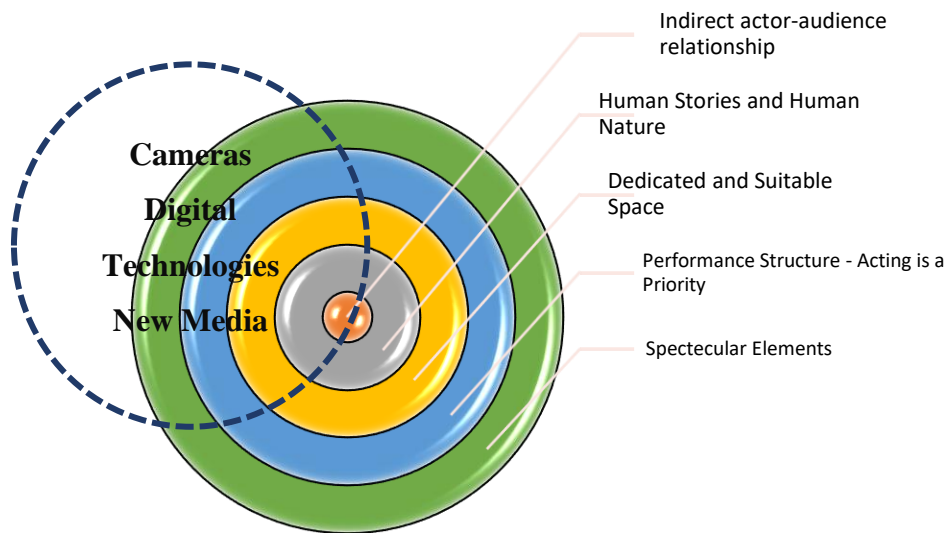 Indirect actor-audience
relationship
Human Stories and Human
Nature
Cameras
Digital
Technologies
New Media
Dedicated and Suitable
Space
Performance Structure - Acting is a
Priority
Spectecular Elements